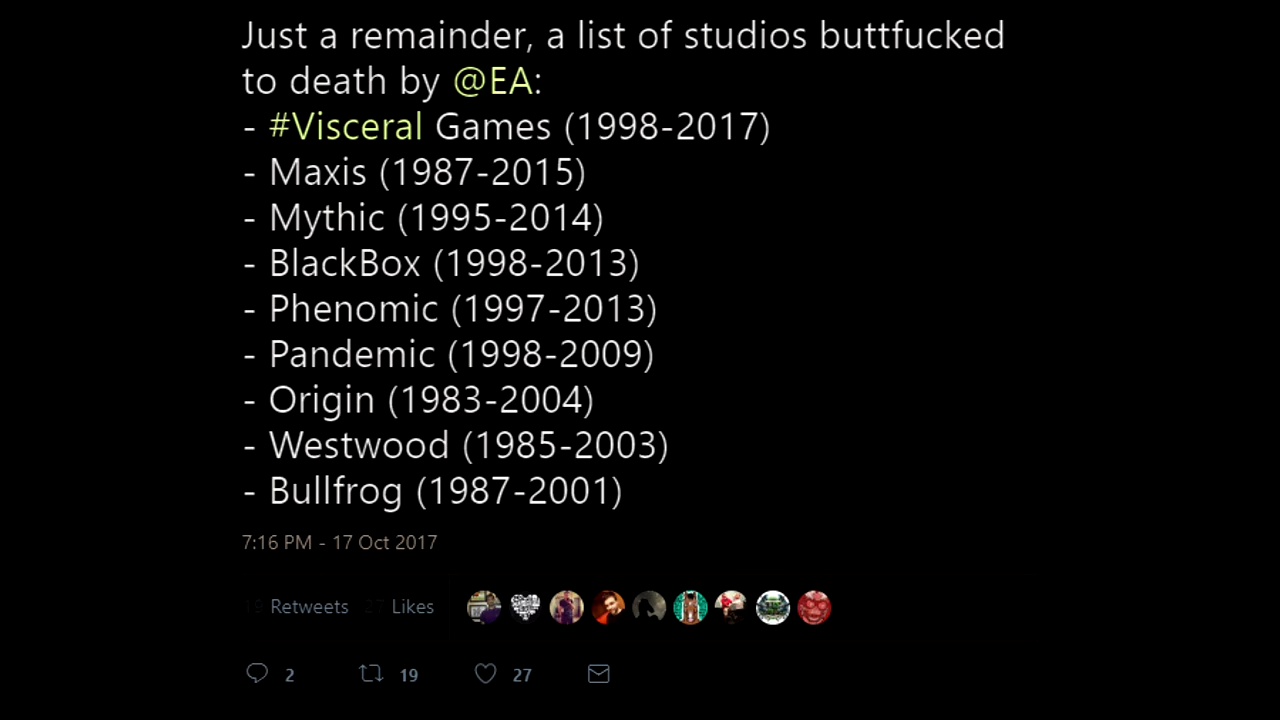 Just a remainder, a list of studios buttfucked
to death by @EA:
- #Visceral Games (1998-2017)
- Maxis (1987-2015)
- Mythic (1995-2014)
- BlackBox (1998-2013)
- Phenomic (1997-2013)
- Pandemic (1998-2009)
- Origin (1983-2004)
- Westwood (1985-2003)
- Bullfrog (1987-2001)
7:16 PM - 17 Oct 2017
19 Retweets 27 Likes
2 19 27